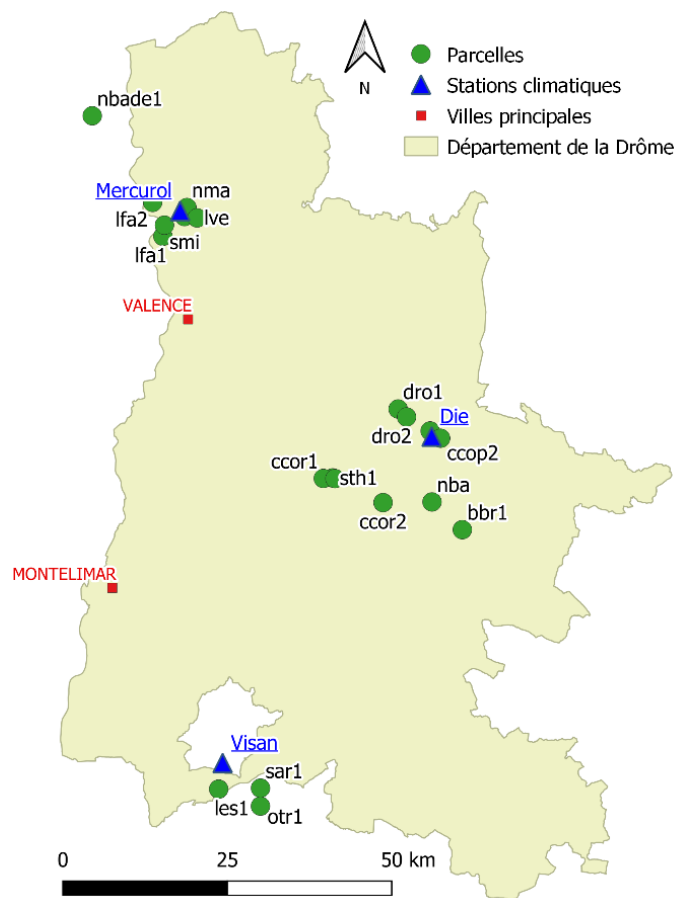 N
Parcelles
Stations climatiques
Villes principales
Département de la Drôme
nbade1
Mercurol
nma
lfa2
lve
smi
lfa1
VALENCE
dro1
Die
dro2
ccop2
ccor1
sth1
nba
ccor2
bbr1
MONTELIMAR
Visan
sar1
les1
otr1
0
25
50 km